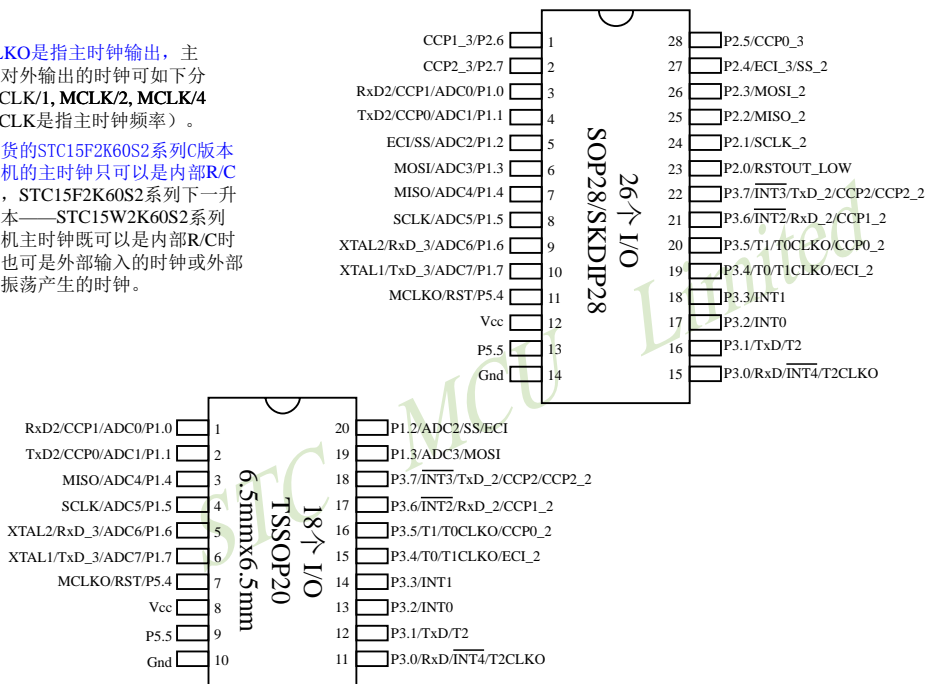 LKO是指主时钟输出，主
对外输出的时钟可如下分
CLK/1, MCLK/2, MCLK/4
CLK是指主时钟频率）。
货的STC15F2K60S2系列C版本
机的主时钟只可以是内部R/C
，STC15F2K60S2系列下一升
本——STC15W2K60S2系列
机主时钟既可以是内部R/C时
也可是外部输入的时钟或外部
振荡产生的时钟。
CCP1_3/P2.6 1
CCP2_3/P2.7 2
RxD2/CCP1/ADC0/P1.0 3
TxD2/CCP0/ADC1/P1.1 4
ECI/SS/ADC2/P1.2 5
MOSI/ADC3/P1.3 6
MISO/ADC4/P1.4 7
SCLK/ADC5/P1.5 8
XTAL2/RxD_3/ADC6/P1.6 9
XTAL1/TxD_3/ADC7/P1.7 10
MCLKO/RST/P5.4 11
Vcc 12
P5.5 13
Gnd 14
26个 I/O
SOP28/SKDIP28
28 P2.5/CCP0_3
27 P2.4/ECI_3/SS_2
26 P2.3/MOSI_2
25 P2.2/MISO_2
24 P2.1/SCLK_2
23 P2.0/RSTOUT_LOW
22 P3.7/INT3/TxD_2/CCP2/CCP2_2
21 P3.6/INT2/RxD_2/CCP1_2
20 P3.5/T1/T0CLKO/CCP0_2
19 P3.4/T0/T1CLKO/ECI_2
18 P3.3/INT1
17 P3.2/INT0
16 P3.1/TxD/T2
15 P3.0/RxD/INT4/T2CLKO
RxD2/CCP1/ADC0/P1.0 1
TxD2/CCP0/ADC1/P1.1 2
MISO/ADC4/P1.4 3
SCLK/ADC5/P1.5 4
XTAL2/RxD_3/ADC6/P1.6 5
XTAL1/TxD_3/ADC7/P1.7 6
MCLKO/RST/P5.4 7
Vcc 8
P5.5 9
Gnd 10
18个 I/O
TSSOP20
6.5mmx6.5mm
20 P1.2/ADC2/SS/ECI
19 P1.3/ADC3/MOSI
18 P3.7/INT3/TxD_2/CCP2/CCP2_2
17 P3.6/INT2/RxD_2/CCP1_2
16 P3.5/T1/T0CLKO/CCP0_2
15 P3.4/T0/T1CLKO/ECI_2
14 P3.3/INT1
13 P3.2/INT0
12 P3.1/TxD/T2
11 P3.0/RxD/INT4/T2CLKO
STC MCU Limited